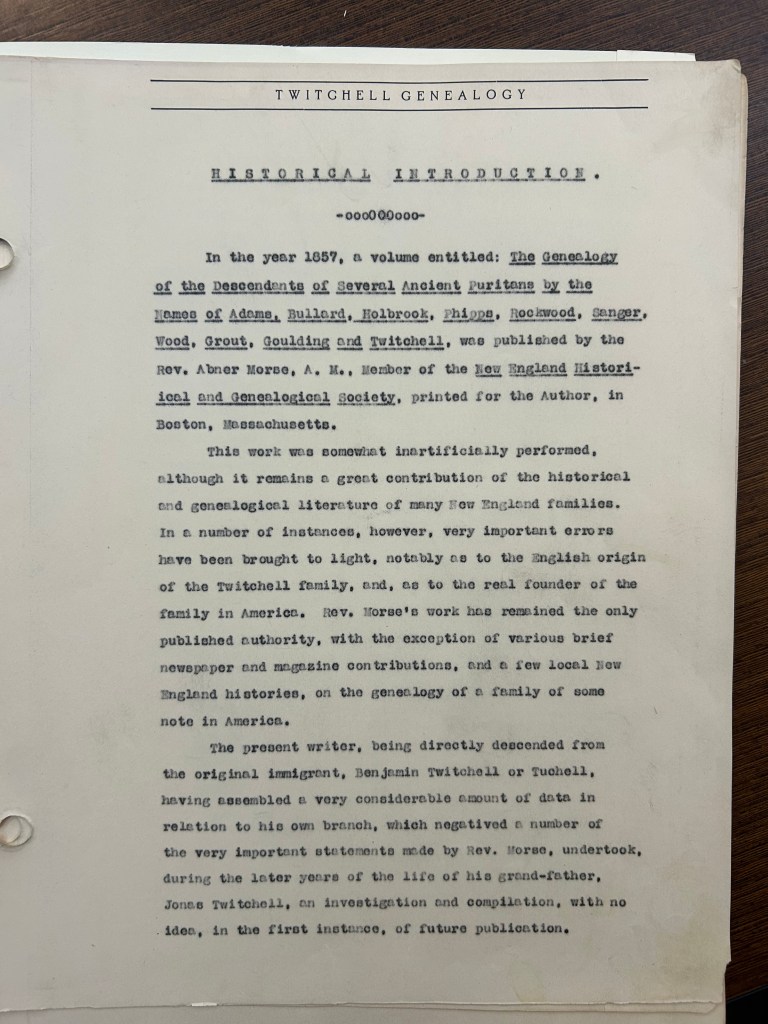 TWITCHELL GENEALOGY
HISTORICAL INTRODUCTION.
-ooo000ooo-
In the year 1857, a volume entitled: The Genealogy
of the Descendants of Several Ancient Puritans by the
Names of Adams, Bullard, Holbrook, Phipps, Rockwood, Sanger,
Wood, Grout, Goulding and Twitchell, was published by the
Rev. Abner Morse, A. M., Member of the New England Histori-
ical and Genealogical Society, printed for the Author, in
Boston, Massachusetts.
This work was somewhat inartificially performed,
although it remains a great contribution of the historical
and genealogical literature of many New England families.
In a number of instances, however, very important errors
have been brought to light, notably as to the English origin
of the Twitchell family, and, as to the real founder of the
family in America. Rev. Morse's work has remained the only
published authority, with the exception of various brief
newspaper and magazine contributions, and a few local New
England histories, on the genealogy of a family of some
note in America.
The present writer, being directly descended from
the original immigrant, Benjamin Twitchell or Tuchell,
having assembled a very considerable amount of data in
relation to his own branch, which negatived a number of
the very important statements made by Rev. Morse, undertook,
during the later years of the life of his grand-father,
Jonas Twitchell, an investigation and compilation, with no
idea, in the first instance, of future publication.